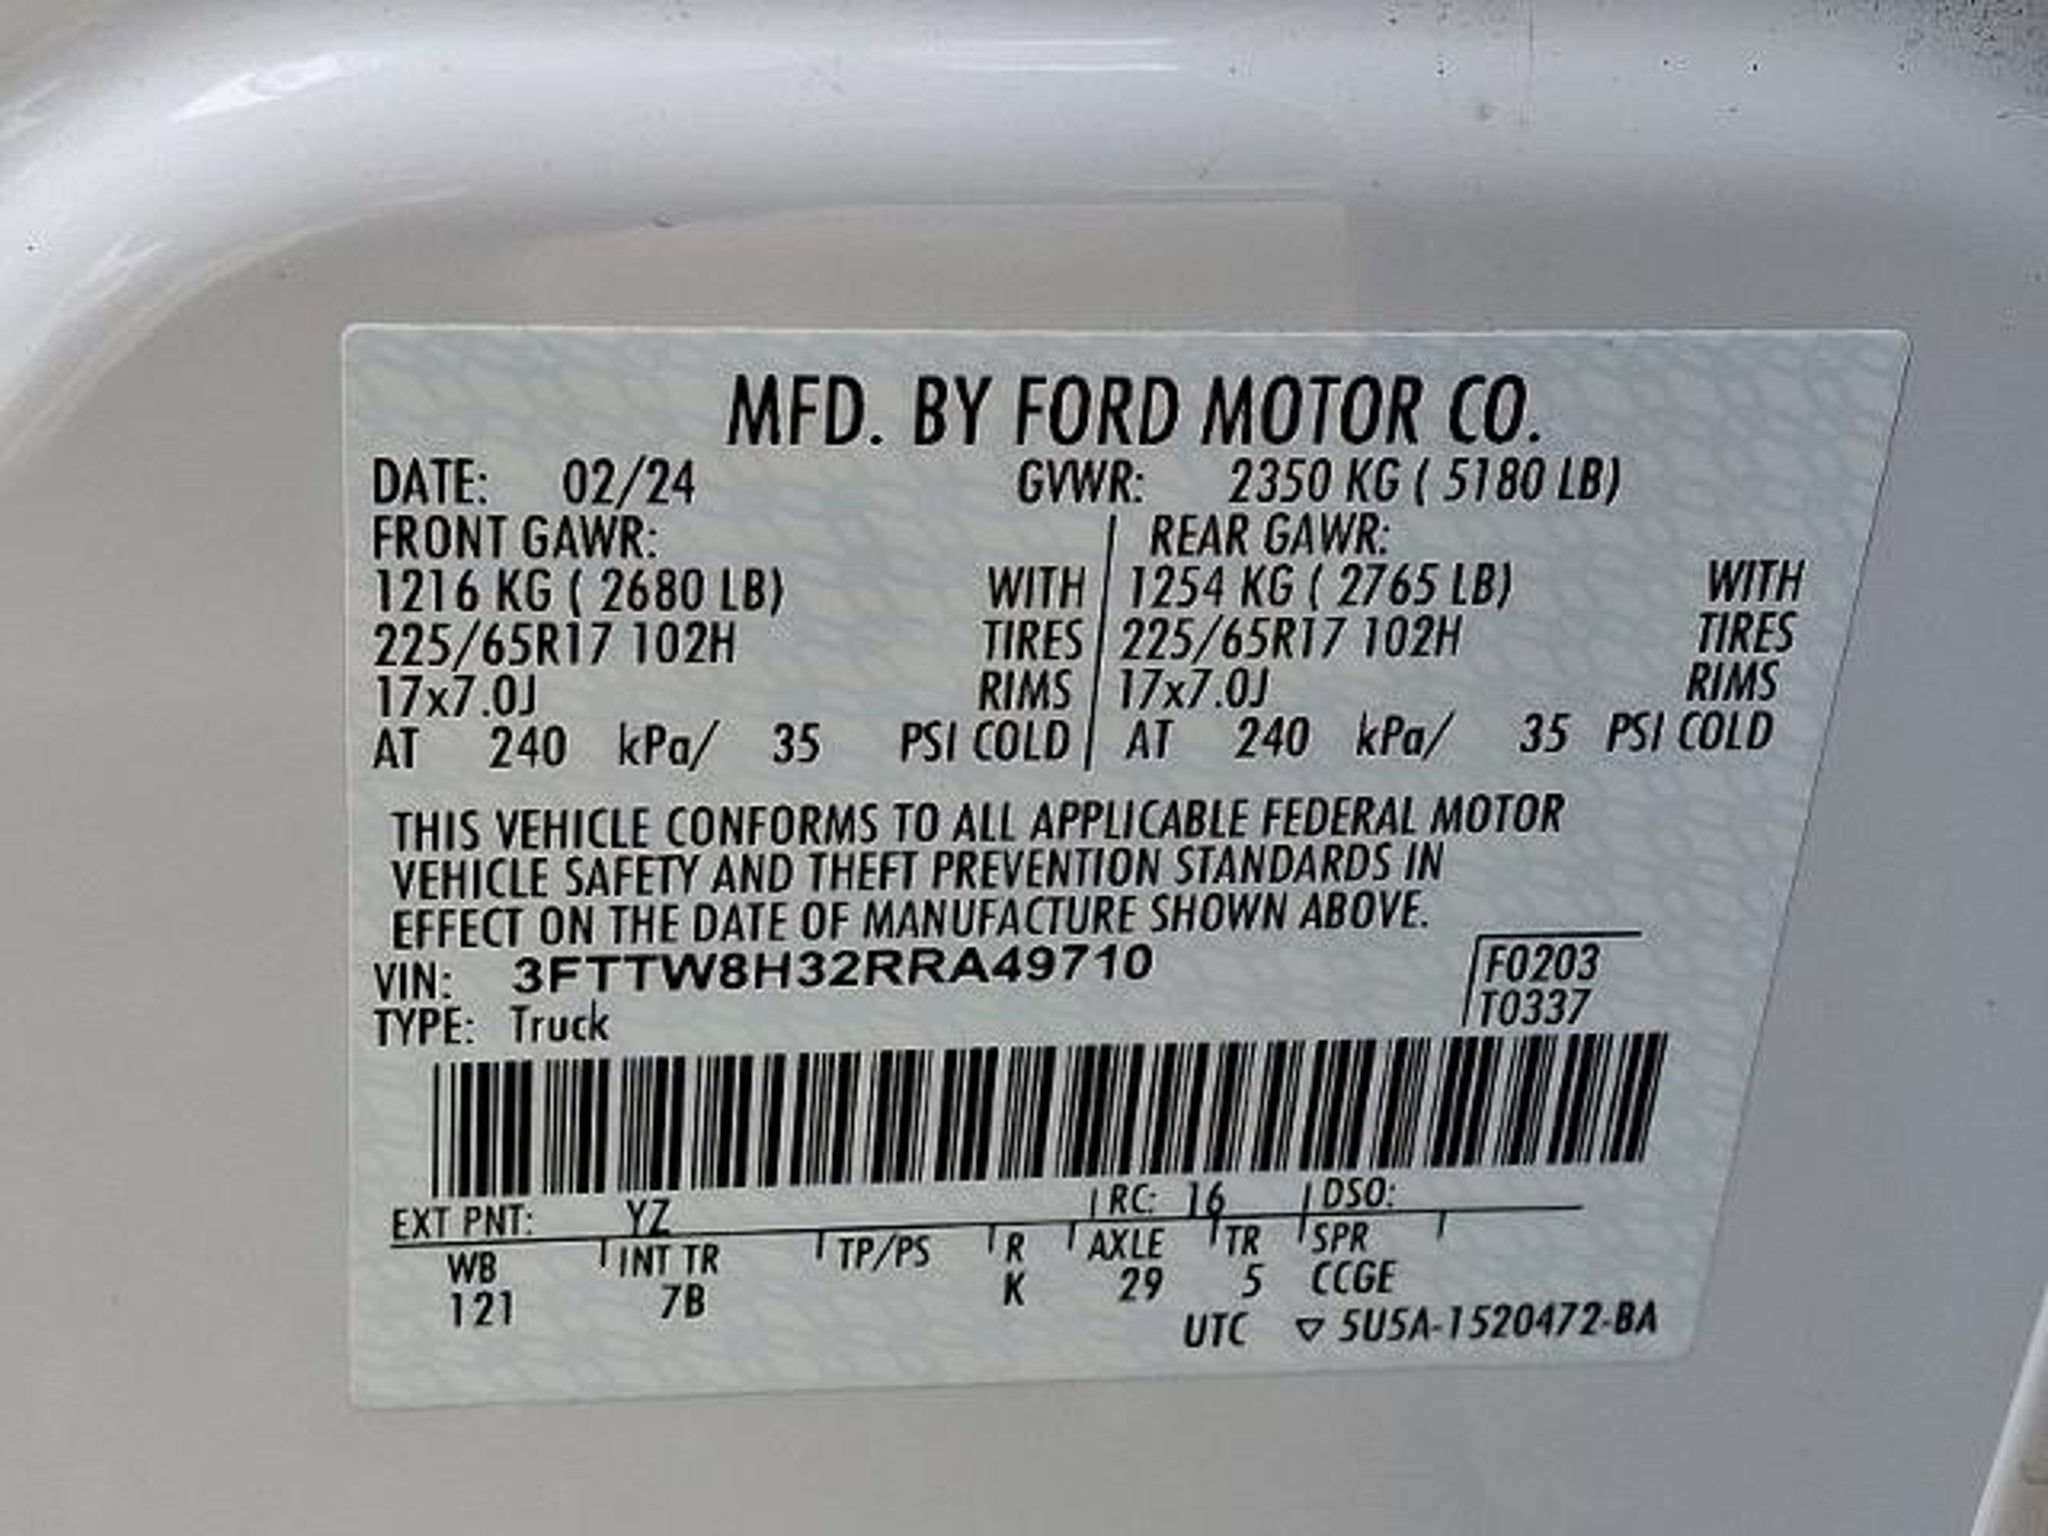 MFD. BY FORD MOTOR CO.
DATE: 02/24 GVWR: 2350 KG ( 5180 LB)
FRONT GAWR: REAR GAWR:
1216 KG ( 2680 LB) WITH 1254 KG ( 2765 LB) WITH
225/65R17 102H TIRES 225/65R17 102H TIRES
17x7.0J RIMS 17x7.0J RIMS
AT 240 kPa/ 35 PSI COLD AT 240 kPa/ 35 PSI COLD
THIS VEHICLE CONFORMS TO ALL APPLICABLE FEDERAL MOTOR
VEHICLE SAFETY AND THEFT PREVENTION STANDARDS IN
EFFECT ON THE DATE OF MANUFACTURE SHOWN ABOVE.
VIN: 3FTTW8H32RRA49710 F0203
TYPE: Truck T0337
EXT PNT: YZ RC: 16 DSO:
WB INT TR TP/PS R AXLE TR SPR
121 7B K 29 5 CCGE
UTC ▽ 5U5A-1520472-BA